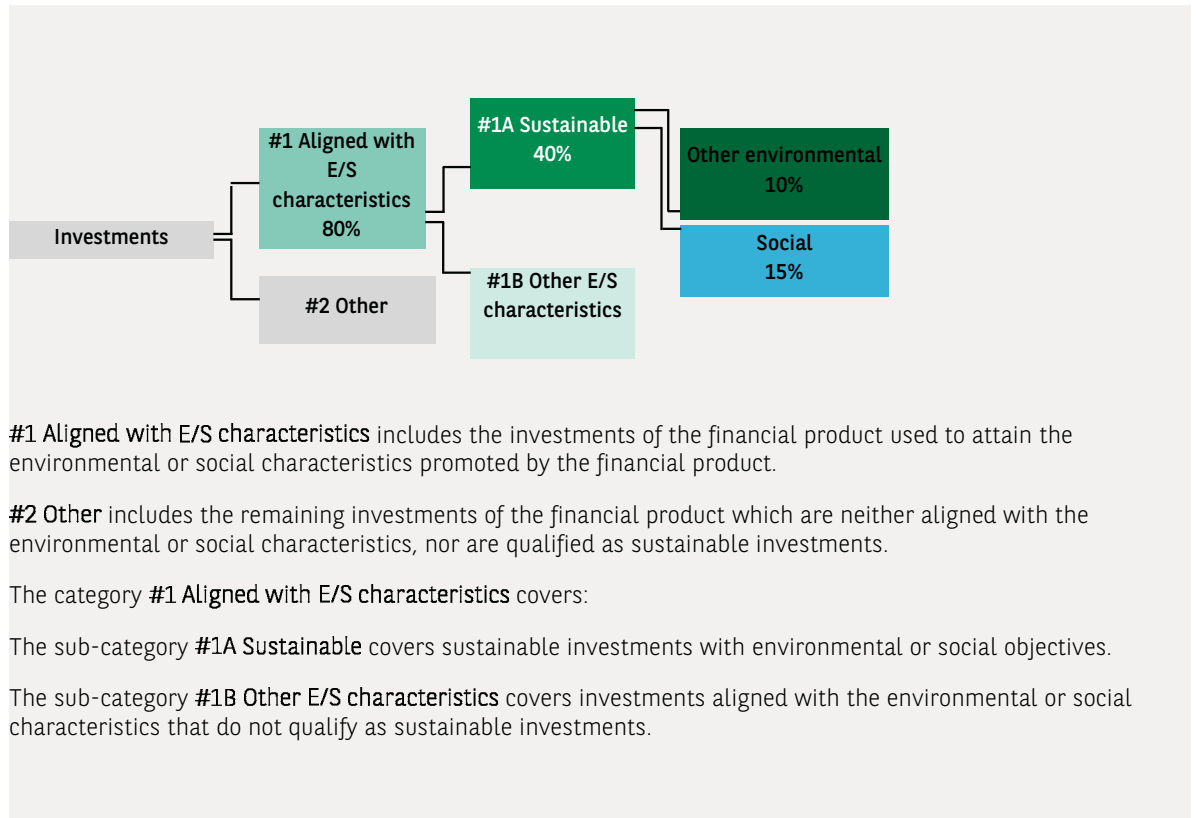 Investments
#1 Aligned with
E/S
characteristics
80%
#2 Other
#1A Sustainable
40%
#1B Other E/S
characteristics
Other environmental
10%
Social
15%
#1 Aligned with E/S characteristics includes the investments of the financial product used to attain the
environmental or social characteristics promoted by the financial product.
#2 Other includes the remaining investments of the financial product which are neither aligned with the
environmental or social characteristics, nor are qualified as sustainable investments.
The category #1 Aligned with E/S characteristics covers:
The sub-category #1A Sustainable covers sustainable investments with environmental or social objectives.
The sub-category #1B Other E/S characteristics covers investments aligned with the environmental or social
characteristics that do not qualify as sustainable investments.